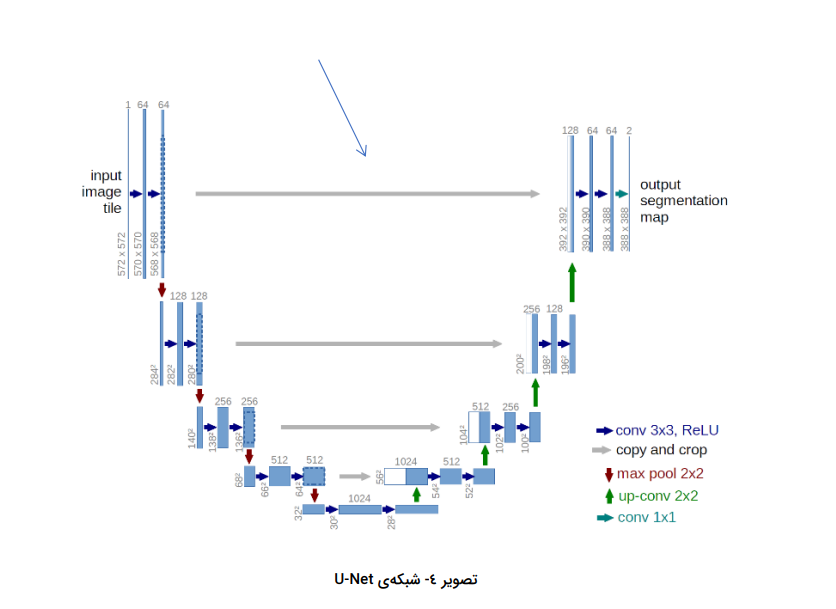 1 64 64
128 64 64 2
input
image
tile
output
segmentation
map
572 x 572
570 x 570
568 x 568
392 x 392
390 x 390
388 x 388
388 x 388
128 128
256 128
284²
282²
280²
200²
198²
196²
256 256
512 256
140²
138²
136²
104²
102²
100²
conv 3x3, ReLU
copy and crop
max pool 2x2
up-conv 2x2
conv 1x1
512 512
1024 512
68²
66²
64²
56²
54²
52²
1024
32²
30²
28²
تصویر ٤- شبکه‌ی U-Net